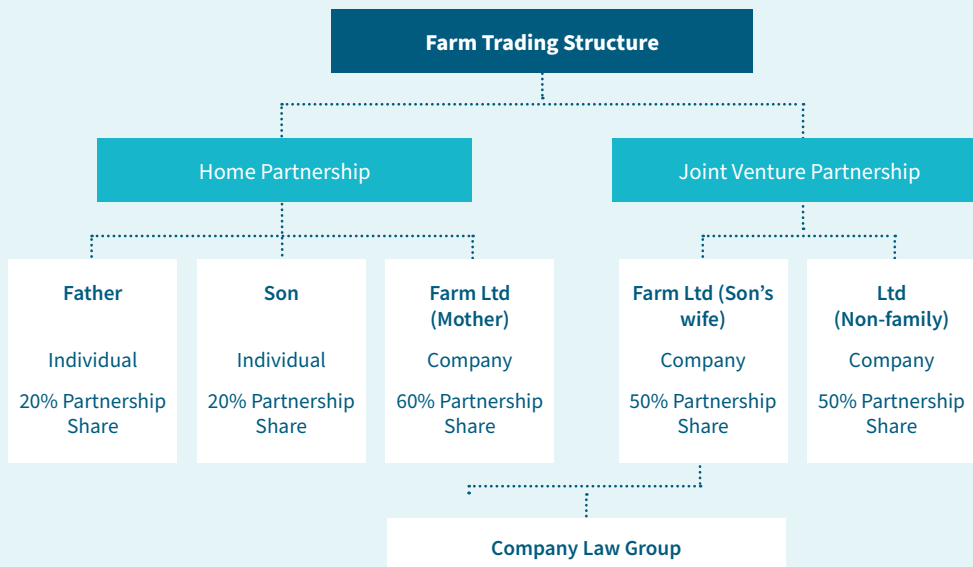 Farm Trading Structure
Home Partnership
Joint Venture Partnership
Father
Individual
20% Partnership
Share
Son
Individual
20% Partnership
Share
Farm Ltd
(Mother)
Company
60% Partnership
Share
Farm Ltd (Son’s
wife)
Company
50% Partnership
Share
Ltd
(Non-family)
Company
50% Partnership
Share
Company Law Group